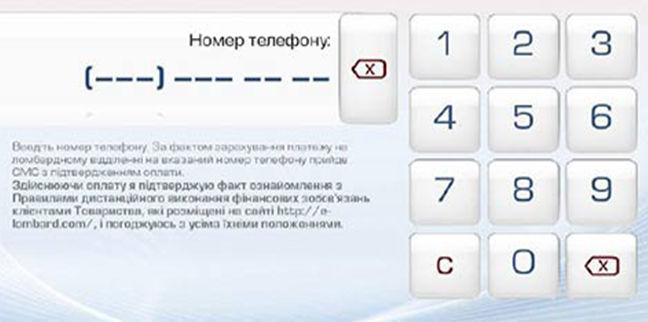 Номер телефону:
(---) --- -- --
X
1 2 3
4 5 6
7 8 9
C 0 X
Введіть номер телефону. За фактом зарахування платежу на
ломбардному відділенні на вказаний номер телефону прийде
СМС з підтвердженням оплати.
Здійснюючи оплату я підтверджую факт ознайомлення з
Правилами дистанційного виконання фінансових зобов'язань
клієнтами Товариства, які розміщені на сайті http://e-
lombard.com/, і погоджуюсь з усіма їхніми положеннями.